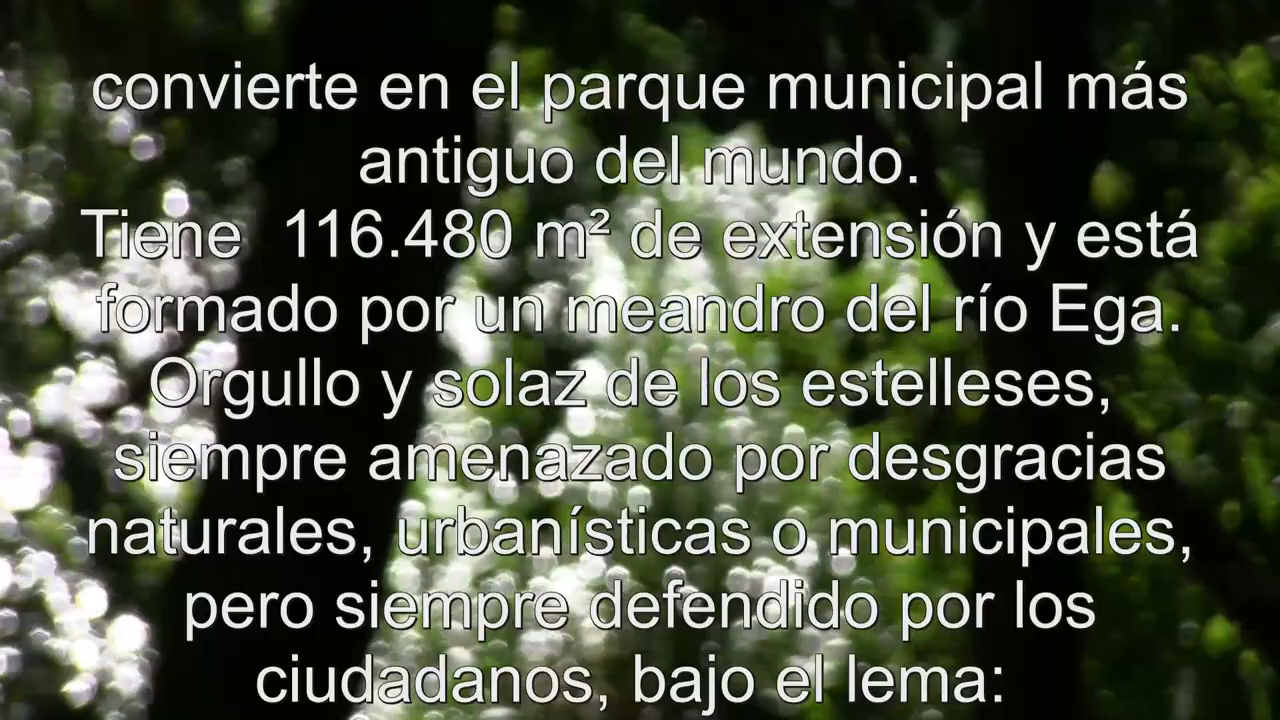 convierte en el parque municipal más
antiguo del mundo.
Tiene  116.480 m² de extensión y está
formado por un meandro del río Ega.
Orgullo y solaz de los estelleses,
siempre amenazado por desgracias
naturales, urbanísticas o municipales,
pero siempre defendido por los
ciudadanos, bajo el lema: